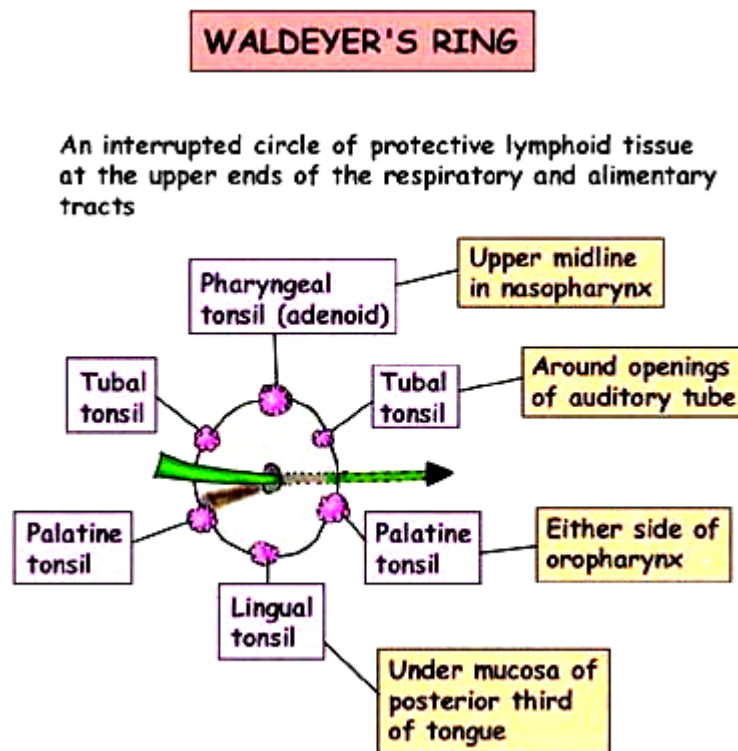 WALDEYER'S RING
An interrupted circle of protective lymphoid tissue
at the upper ends of the respiratory and alimentary
tracts
Pharyngeal
tonsil (adenoid)
Upper midline
in nasopharynx
Tubal
tonsil
Tubal
tonsil
Around openings
of auditory tube
Palatine
tonsil
Palatine
tonsil
Either side of
oropharynx
Lingual
tonsil
Under mucosa of
posterior third
of tongue